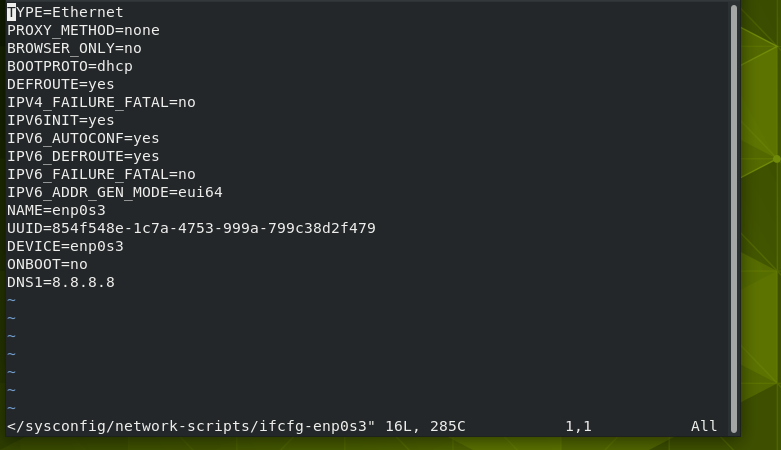 TYPE=Ethernet
PROXY_METHOD=none
BROWSER_ONLY=no
BOOTPROTO=dhcp
DEFROUTE=yes
IPV4_FAILURE_FATAL=no
IPV6INIT=yes
IPV6_AUTOCONF=yes
IPV6_DEFROUTE=yes
IPV6_FAILURE_FATAL=no
IPV6_ADDR_GEN_MODE=eui64
NAME=enp0s3
UUID=854f548e-1c7a-4753-999a-799c38d2f479
DEVICE=enp0s3
ONBOOT=no
DNS1=8.8.8.8
~
~
~
~
~
~
~
</sysconfig/network-scripts/ifcfg-enp0s3" 16L, 285C 1,1 All